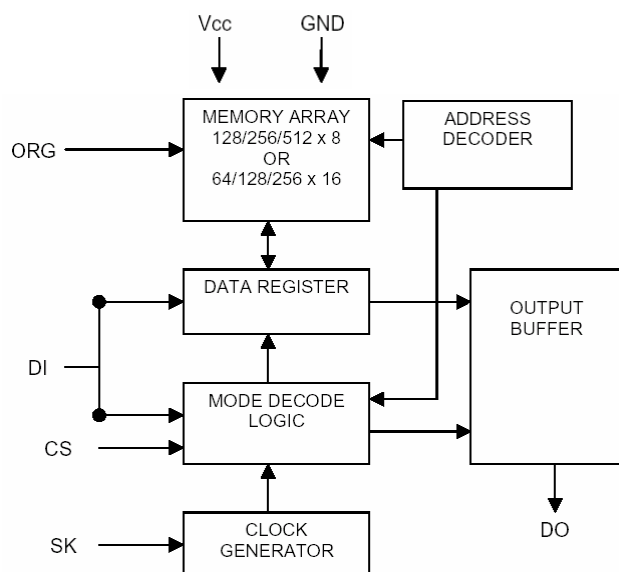 Vcc
GND
MEMORY ARRAY
128/256/512 x 8
OR
64/128/256 x 16
ADDRESS
DECODER
ORG
DATA REGISTER
OUTPUT
BUFFER
DI
MODE DECODE
LOGIC
CS
CLOCK
GENERATOR
SK
DO